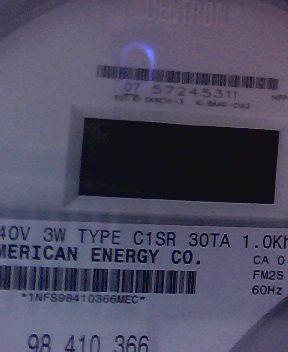 CENTRON
07 57245311
40V 3W TYPE C1SR 30TA 1.0Kh
MERICAN ENERGY CO.
CA 0
FM2S
60Hz
*1NFS98410366MEC*
98 410 366